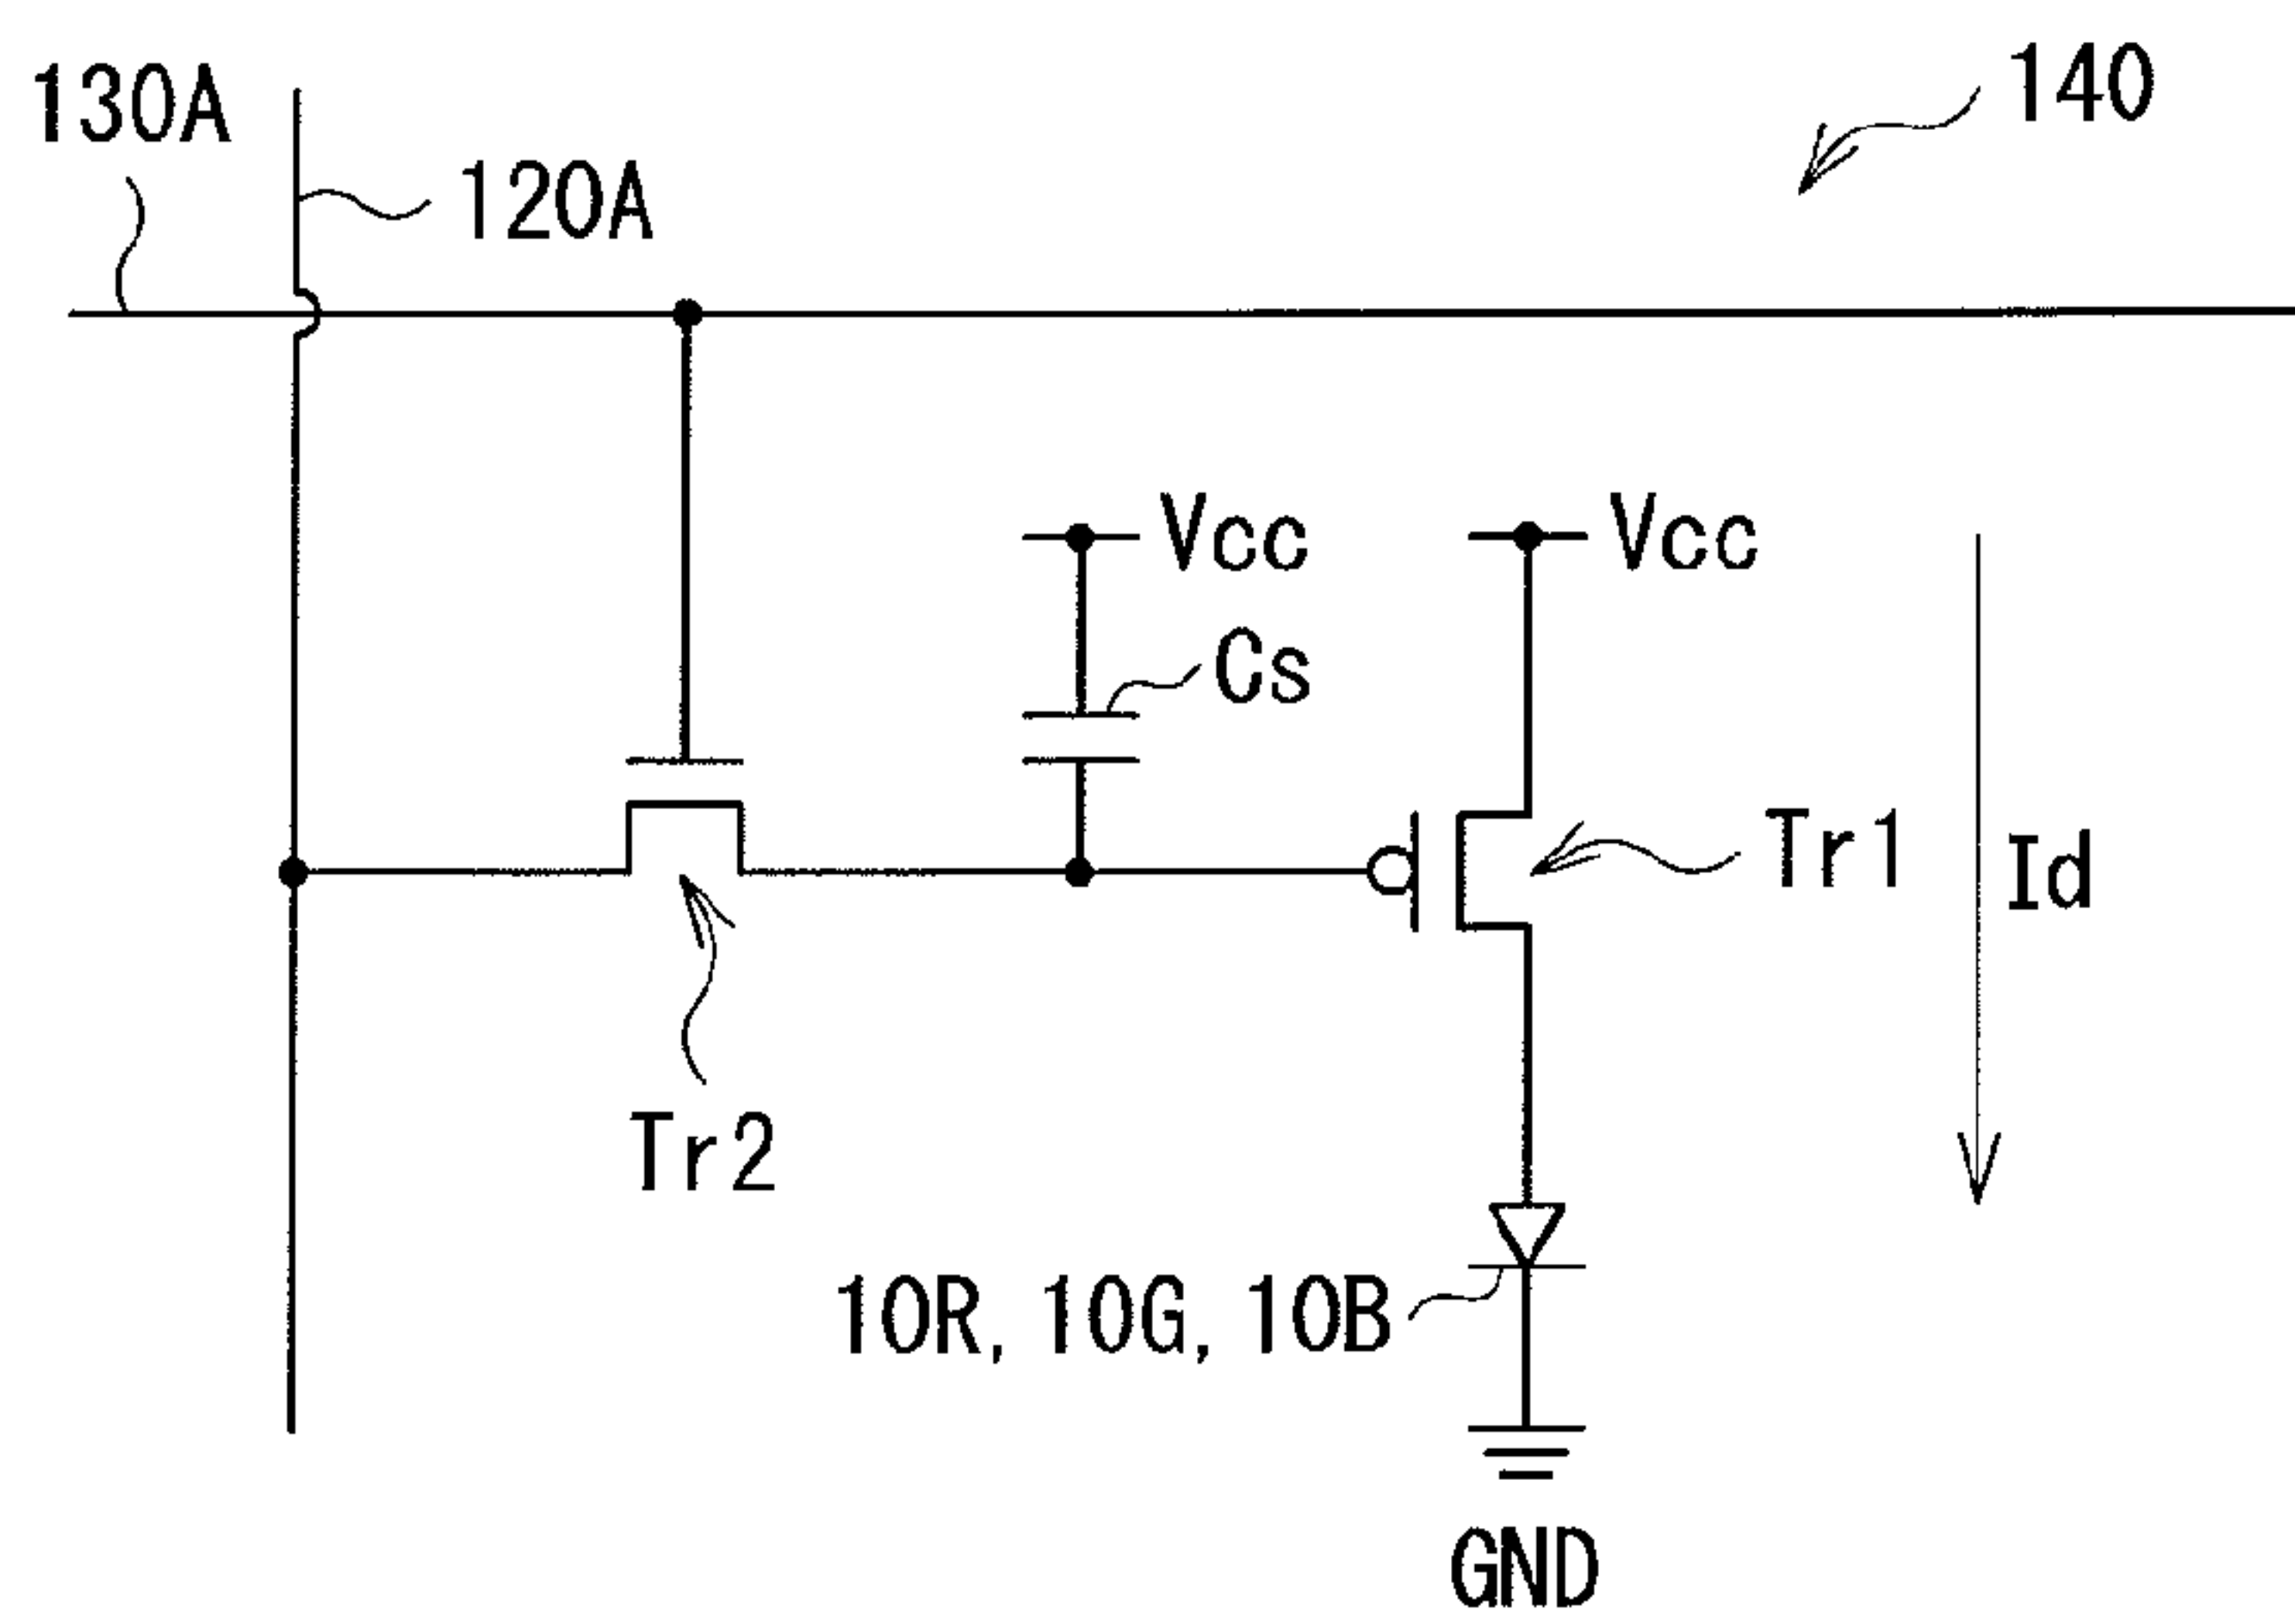 140
130A
120A
Vcc
Vcc
Cs
Tr1
Id
Tr2
10R, 10G, 10B
GND